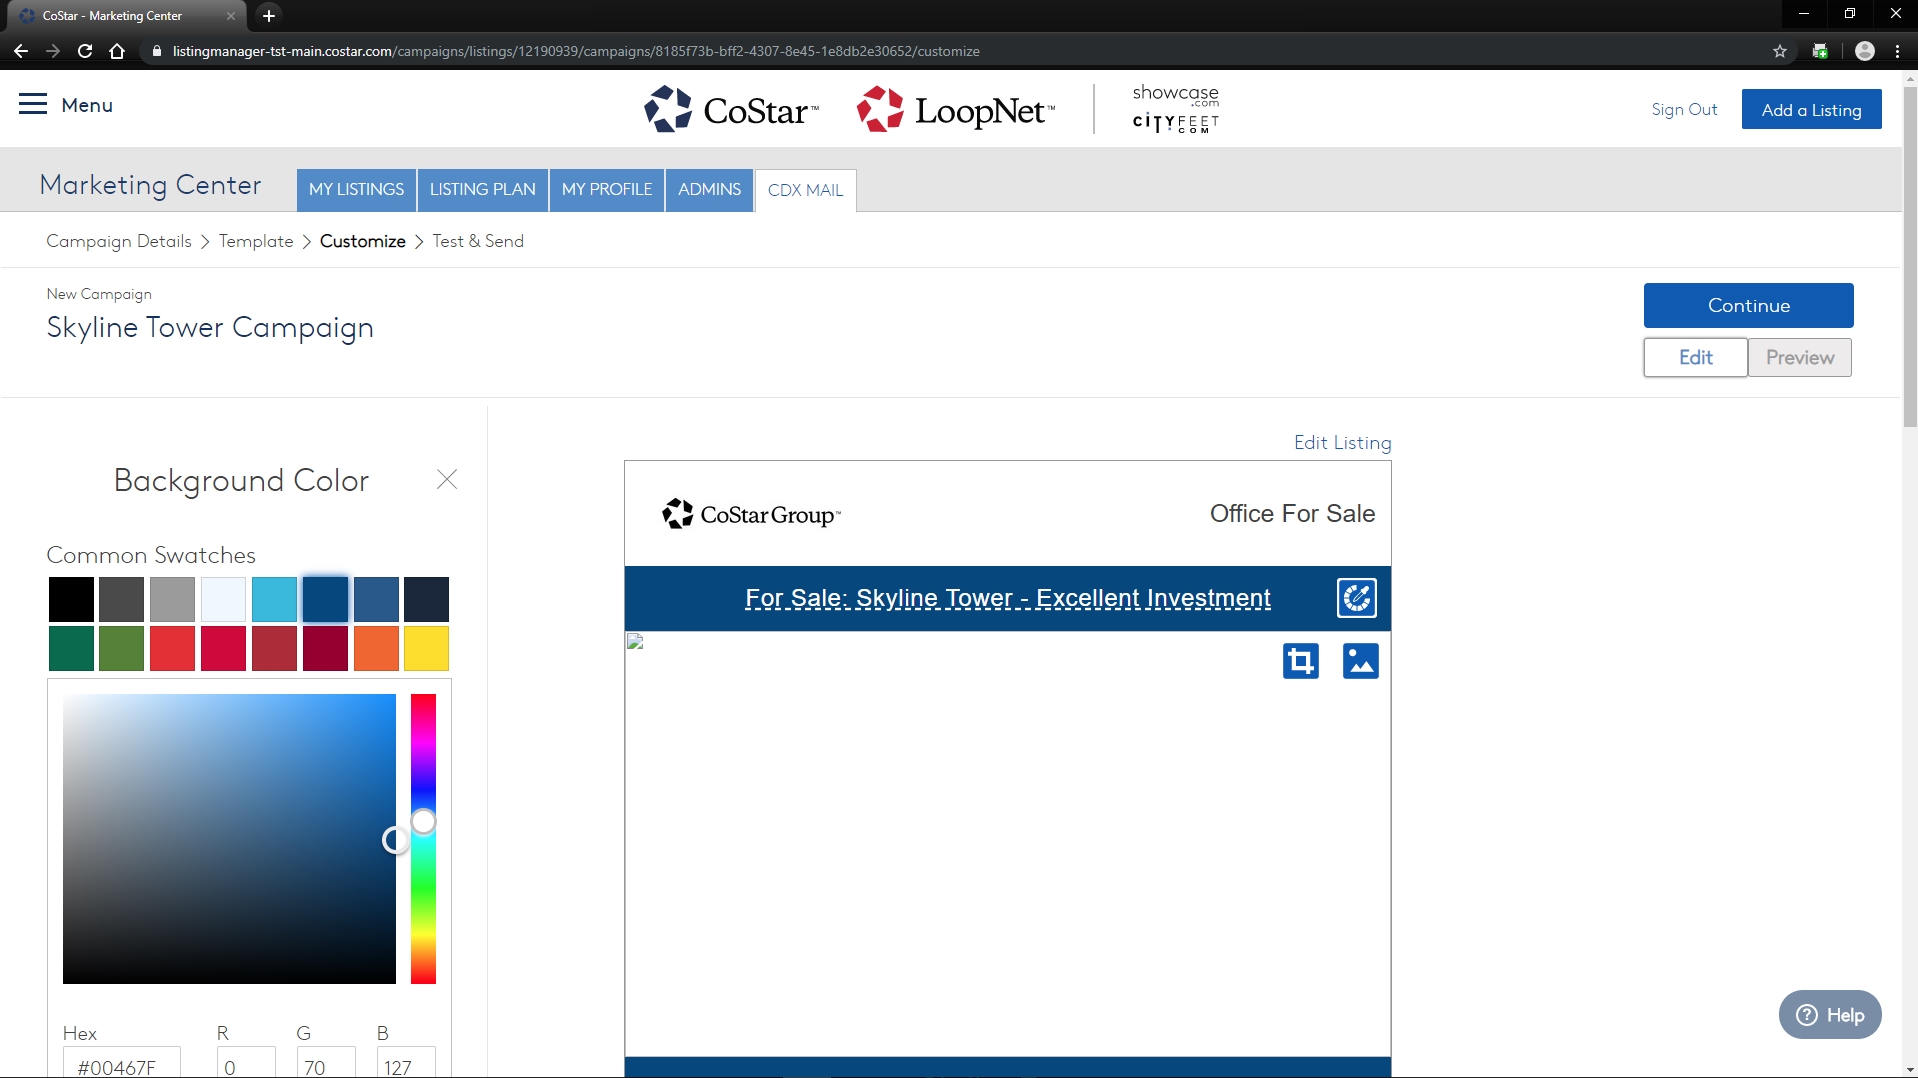 CoStar - Marketing Center
listingmanager-tst-main.costar.com/campaigns/listings/12190939/campaigns/8185f73b-bff2-4307-8e45-1e8db2e30652/customize
Menu
CoStar™
LoopNet™
showcase
.com
CITYFEET
COM
Sign Out
Add a Listing
Marketing Center
MY LISTINGS
LISTING PLAN
MY PROFILE
ADMINS
CDX MAIL
Campaign Details > Template > Customize > Test & Send
New Campaign
Skyline Tower Campaign
Continue
Edit
Preview
Background Color
Common Swatches
Hex
R
G
B
#00467F
0
70
127
Edit Listing
CoStar Group™
Office For Sale
For Sale: Skyline Tower - Excellent Investment
? Help